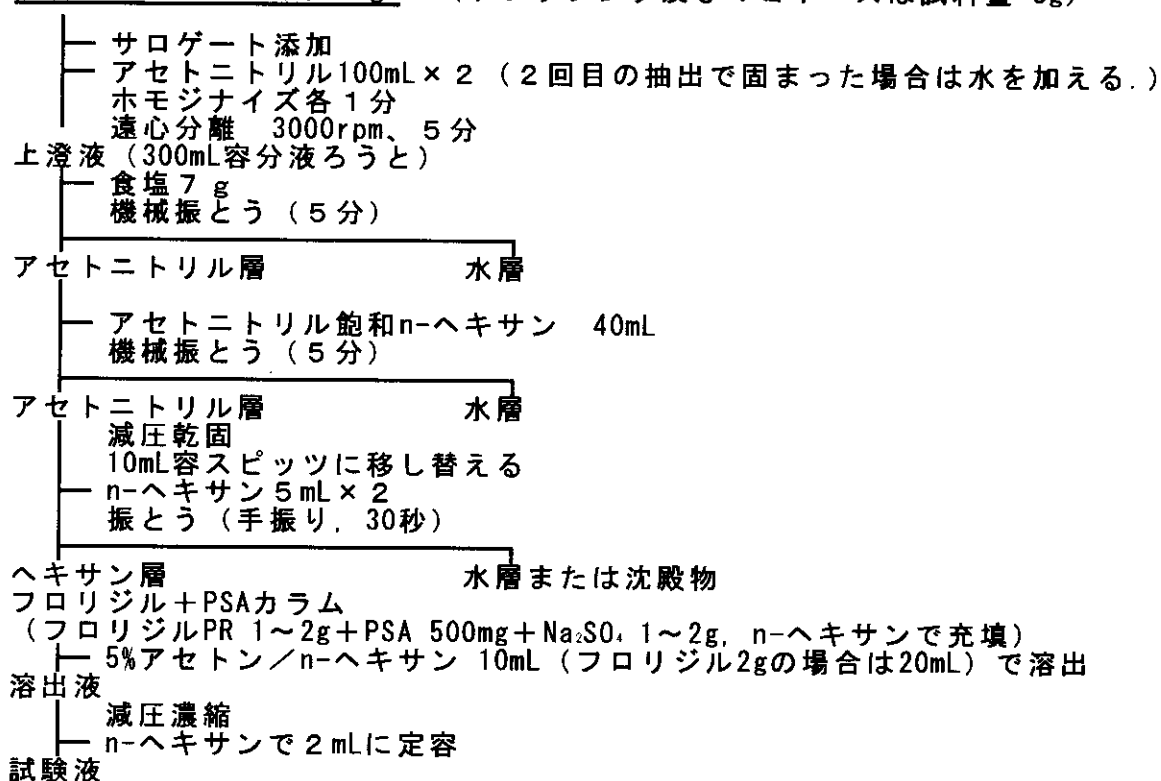 サロゲート添加
アセトニトリル100mL×2（2回目の抽出で固まった場合は水を加える.）
ホモジナイズ各1分
遠心分離　3000rpm、5分
上澄液（300mL容分液ろうと）
食塩7g
機械振とう（5分）
アセトニトリル層　水層
アセトニトリル飽和n-ヘキサン　40mL
機械振とう（5分）
アセトニトリル層　水層
減圧乾固
10mL容スピッツに移し替える
n-ヘキサン5mL×2
振とう（手振り, 30秒）
ヘキサン層　水層または沈殿物
フロリジル＋PSAカラム
（フロリジルPR 1～2g＋PSA 500mg＋Na₂SO₄ 1～2g, n-ヘキサンで充填）
5%アセトン／n-ヘキサン 10mL（フロリジル2gの場合は20mL）で溶出
溶出液
減圧濃縮
n-ヘキサンで2mLに定容
試験液